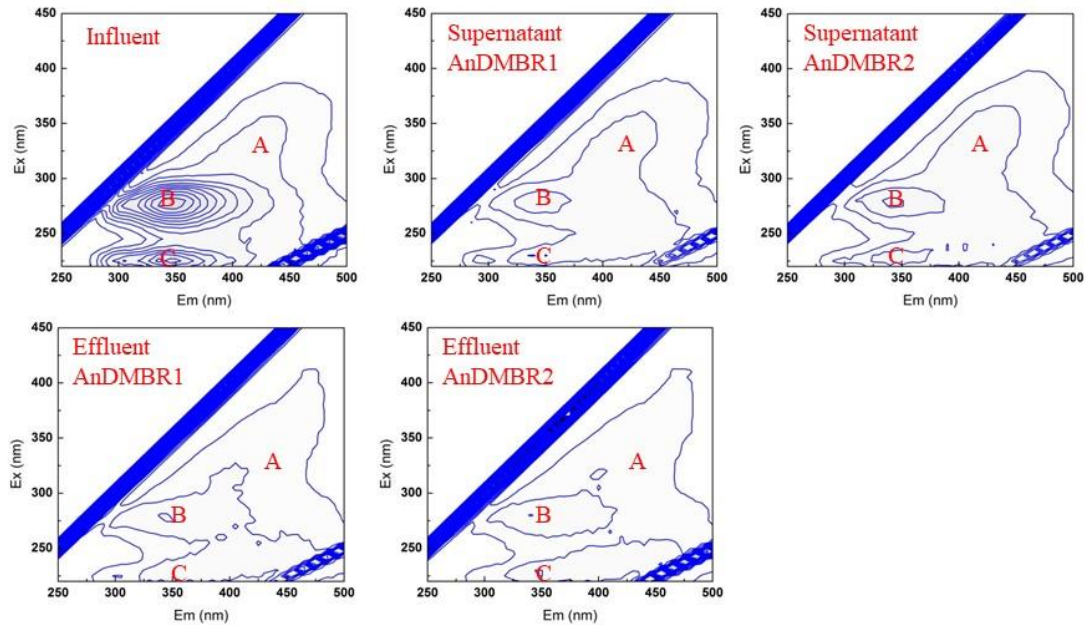 Influent
A
B
C
450
400
350
300
250
Ex (nm)
250 300 350 400 450 500
Em (nm)
Supernatant
AnDMBR1
A
B
C
450
400
350
300
250
Ex (nm)
250 300 350 400 450 500
Em (nm)
Supernatant
AnDMBR2
A
B
C
450
400
350
300
250
Ex (nm)
250 300 350 400 450 500
Em (nm)
Effluent
AnDMBR1
A
B
C
450
400
350
300
250
Ex (nm)
250 300 350 400 450 500
Em (nm)
Effluent
AnDMBR2
A
B
C
450
400
350
300
250
Ex (nm)
250 300 350 400 450 500
Em (nm)